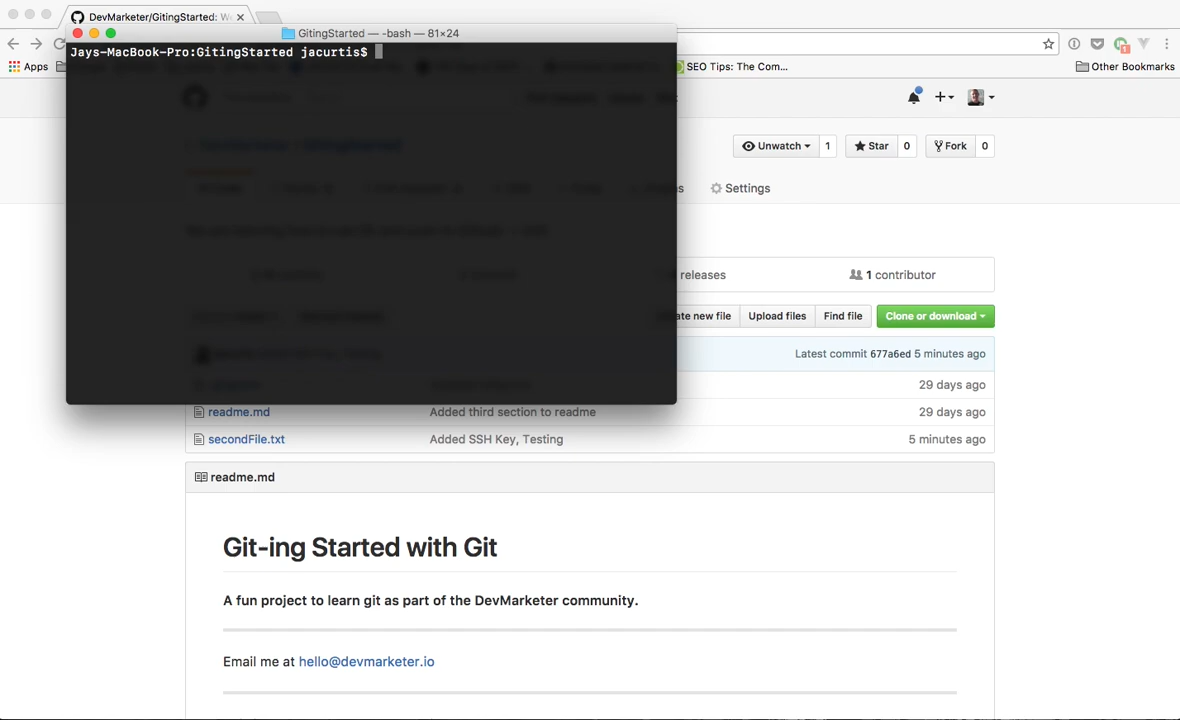 DevMarketer/GitingStarted: We
GitingStarted — -bash — 81×24
Jays-MacBook-Pro:GitingStarted jacurtis$
Apps
SEO Tips: The Com...
Other Bookmarks
Unwatch 1
Star 0
Fork 0
Settings
releases
1 contributor
ate new file
Upload files
Find file
Clone or download
Latest commit 677a6ed 5 minutes ago
29 days ago
readme.md Added third section to readme 29 days ago
secondFile.txt Added SSH Key, Testing 5 minutes ago
readme.md
Git-ing Started with Git
A fun project to learn git as part of the DevMarketer community.
Email me at hello@devmarketer.io